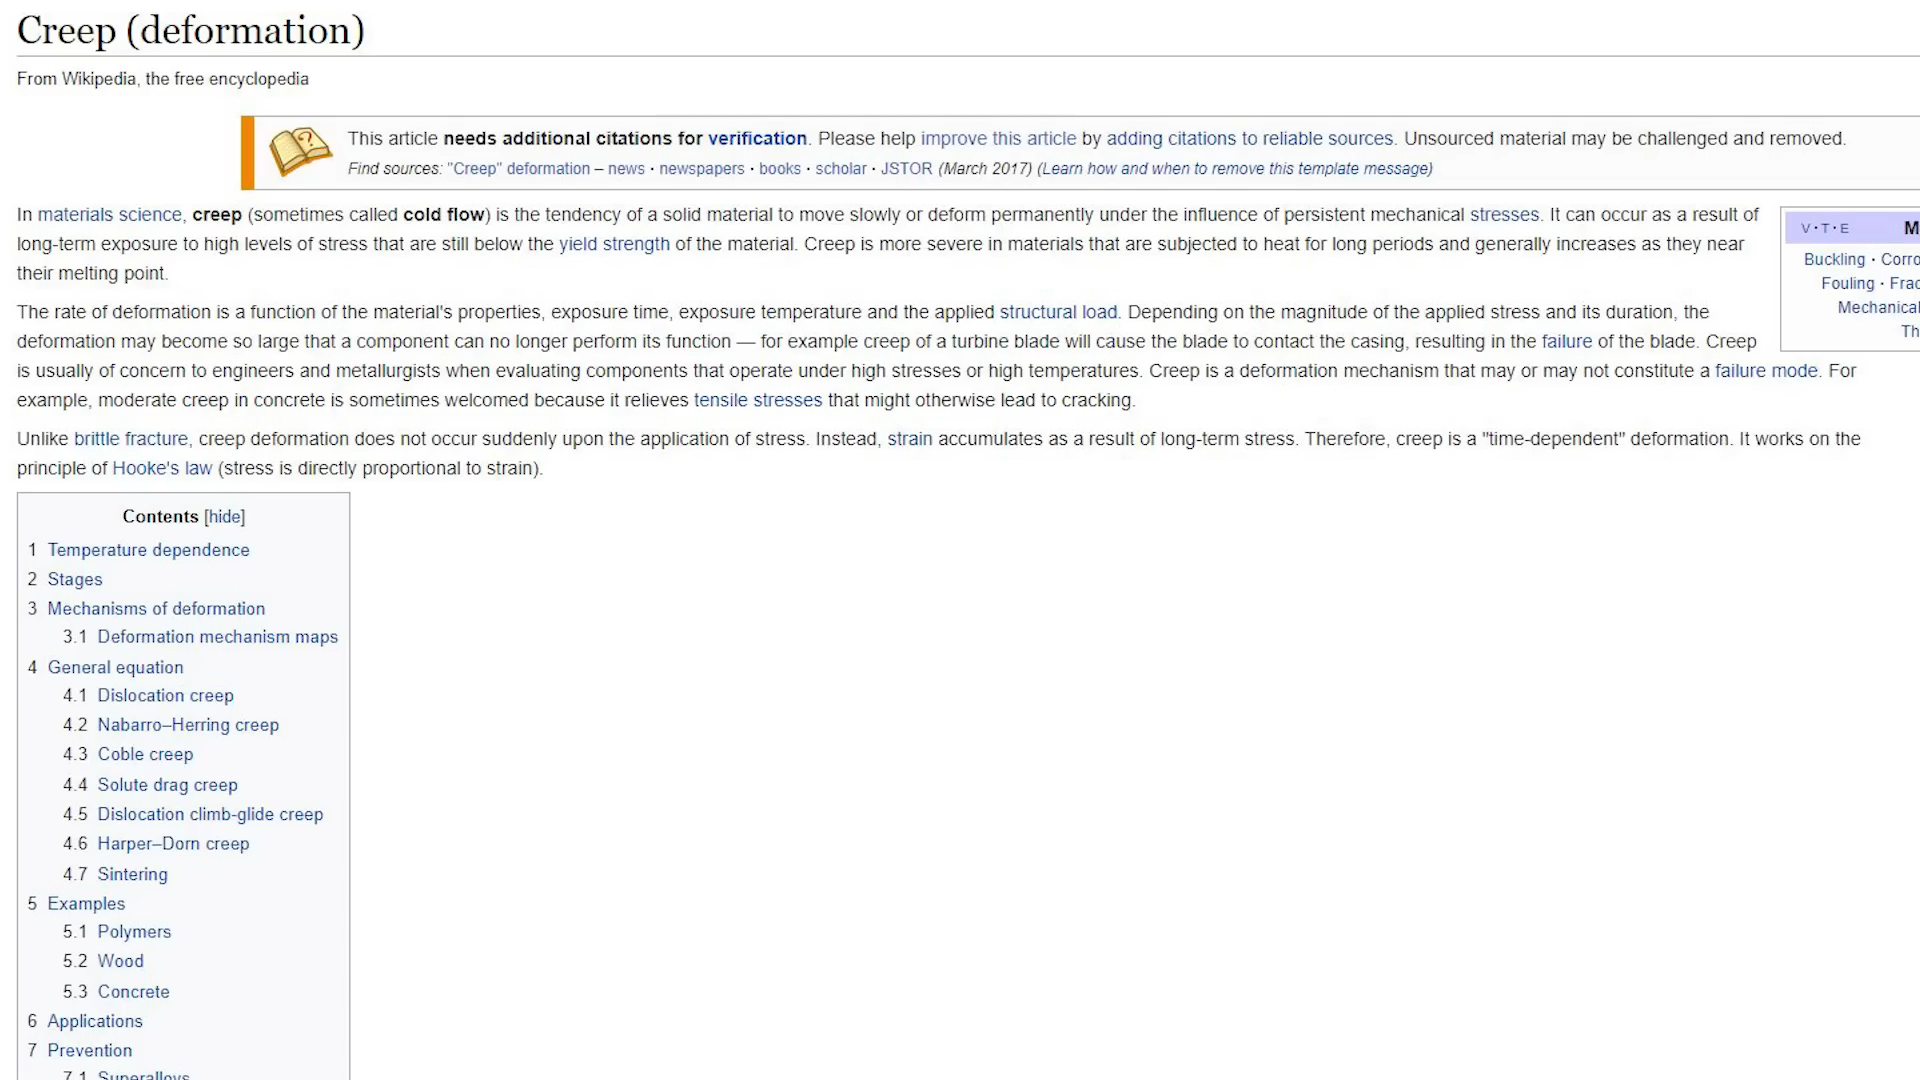 Creep (deformation)
From Wikipedia, the free encyclopedia
This article needs additional citations for verification. Please help improve this article by adding citations to reliable sources. Unsourced material may be challenged and removed.
Find sources: "Creep" deformation – news · newspapers · books · scholar · JSTOR (March 2017) (Learn how and when to remove this template message)
In materials science, creep (sometimes called cold flow) is the tendency of a solid material to move slowly or deform permanently under the influence of persistent mechanical stresses. It can occur as a result of
long-term exposure to high levels of stress that are still below the yield strength of the material. Creep is more severe in materials that are subjected to heat for long periods and generally increases as they near
their melting point.
The rate of deformation is a function of the material's properties, exposure time, exposure temperature and the applied structural load. Depending on the magnitude of the applied stress and its duration, the
deformation may become so large that a component can no longer perform its function — for example creep of a turbine blade will cause the blade to contact the casing, resulting in the failure of the blade. Creep
is usually of concern to engineers and metallurgists when evaluating components that operate under high stresses or high temperatures. Creep is a deformation mechanism that may or may not constitute a failure mode. For
example, moderate creep in concrete is sometimes welcomed because it relieves tensile stresses that might otherwise lead to cracking.
Unlike brittle fracture, creep deformation does not occur suddenly upon the application of stress. Instead, strain accumulates as a result of long-term stress. Therefore, creep is a "time-dependent" deformation. It works on the
principle of Hooke's law (stress is directly proportional to strain).
V·T·E M
Buckling · Corro
Fouling · Frac
Mechanical
Th
Contents [hide]
1 Temperature dependence
2 Stages
3 Mechanisms of deformation
3.1 Deformation mechanism maps
4 General equation
4.1 Dislocation creep
4.2 Nabarro–Herring creep
4.3 Coble creep
4.4 Solute drag creep
4.5 Dislocation climb-glide creep
4.6 Harper–Dorn creep
4.7 Sintering
5 Examples
5.1 Polymers
5.2 Wood
5.3 Concrete
6 Applications
7 Prevention
7.1 Superalloys